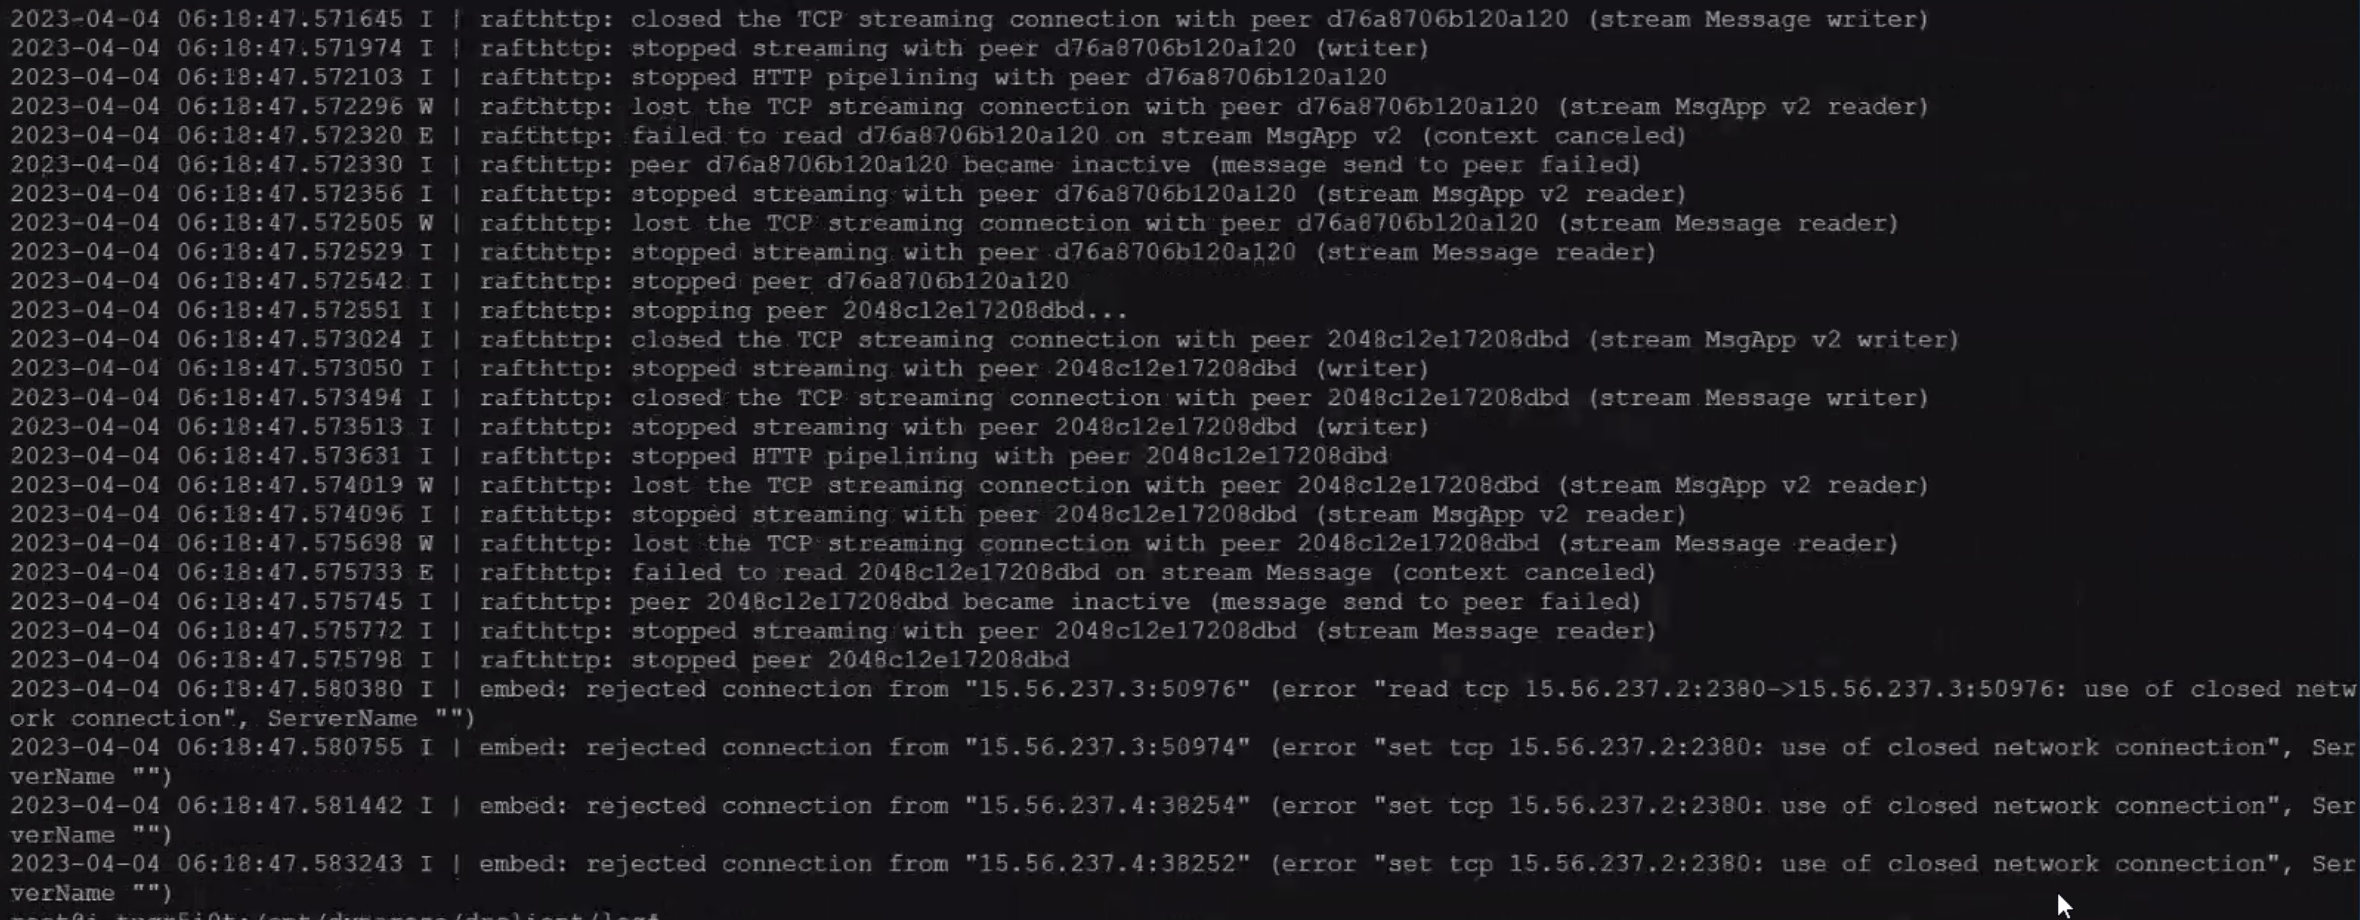 2023-04-04 06:18:47.571645 I | rafthttp: closed the TCP streaming connection with peer d76a8706b120a120 (stream Message writer)
2023-04-04 06:18:47.571974 I | rafthttp: stopped streaming with peer d76a8706b120a120 (writer)
2023-04-04 06:18:47.572103 I | rafthttp: stopped HTTP pipelining with peer d76a8706b120a120
2023-04-04 06:18:47.572296 W | rafthttp: lost the TCP streaming connection with peer d76a8706b120a120 (stream MsgApp v2 reader)
2023-04-04 06:18:47.572320 E | rafthttp: failed to read d76a8706b120a120 on stream MsgApp v2 (context canceled)
2023-04-04 06:18:47.572330 I | rafthttp: peer d76a8706b120a120 became inactive (message send to peer failed)
2023-04-04 06:18:47.572356 I | rafthttp: stopped streaming with peer d76a8706b120a120 (stream MsgApp v2 reader)
2023-04-04 06:18:47.572505 W | rafthttp: lost the TCP streaming connection with peer d76a8706b120a120 (stream Message reader)
2023-04-04 06:18:47.572529 I | rafthttp: stopped streaming with peer d76a8706b120a120 (stream Message reader)
2023-04-04 06:18:47.572542 I | rafthttp: stopped peer d76a8706b120a120
2023-04-04 06:18:47.572551 I | rafthttp: stopping peer 2048c12e17208dbd...
2023-04-04 06:18:47.573024 I | rafthttp: closed the TCP streaming connection with peer 2048c12e17208dbd (stream MsgApp v2 writer)
2023-04-04 06:18:47.573050 I | rafthttp: stopped streaming with peer 2048c12e17208dbd (writer)
2023-04-04 06:18:47.573494 I | rafthttp: closed the TCP streaming connection with peer 2048c12e17208dbd (stream Message writer)
2023-04-04 06:18:47.573513 I | rafthttp: stopped streaming with peer 2048c12e17208dbd (writer)
2023-04-04 06:18:47.573631 I | rafthttp: stopped HTTP pipelining with peer 2048c12e17208dbd
2023-04-04 06:18:47.574019 W | rafthttp: lost the TCP streaming connection with peer 2048c12e17208dbd (stream MsgApp v2 reader)
2023-04-04 06:18:47.574096 I | rafthttp: stopped streaming with peer 2048c12e17208dbd (stream MsgApp v2 reader)
2023-04-04 06:18:47.575698 W | rafthttp: lost the TCP streaming connection with peer 2048c12e17208dbd (stream Message reader)
2023-04-04 06:18:47.575733 E | rafthttp: failed to read 2048c12e17208dbd on stream Message (context canceled)
2023-04-04 06:18:47.575745 I | rafthttp: peer 2048c12e17208dbd became inactive (message send to peer failed)
2023-04-04 06:18:47.575772 I | rafthttp: stopped streaming with peer 2048c12e17208dbd (stream Message reader)
2023-04-04 06:18:47.575798 I | rafthttp: stopped peer 2048c12e17208dbd
2023-04-04 06:18:47.580380 I | embed: rejected connection from "15.56.237.3:50976" (error "read tcp 15.56.237.2:2380->15.56.237.3:50976: use of closed netw
ork connection", ServerName "")
2023-04-04 06:18:47.580755 I | embed: rejected connection from "15.56.237.3:50974" (error "set tcp 15.56.237.2:2380: use of closed network connection", Ser
verName "")
2023-04-04 06:18:47.581442 I | embed: rejected connection from "15.56.237.4:38254" (error "set tcp 15.56.237.2:2380: use of closed network connection", Ser
verName "")
2023-04-04 06:18:47.583243 I | embed: rejected connection from "15.56.237.4:38252" (error "set tcp 15.56.237.2:2380: use of closed network connection", Ser
verName "")